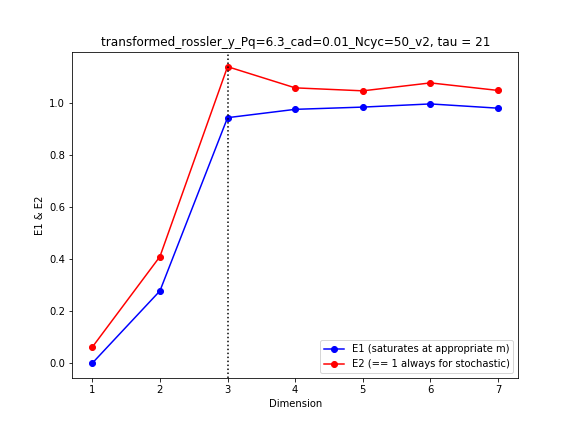 transformed_rossler_y_Pq=6.3_cad=0.01_Ncyc=50_v2, tau = 21
E1 & E2
1.0
0.8
0.6
0.4
0.2
0.0
1 2 3 4 5 6 7
Dimension
E1 (saturates at appropriate m)
E2 (== 1 always for stochastic)